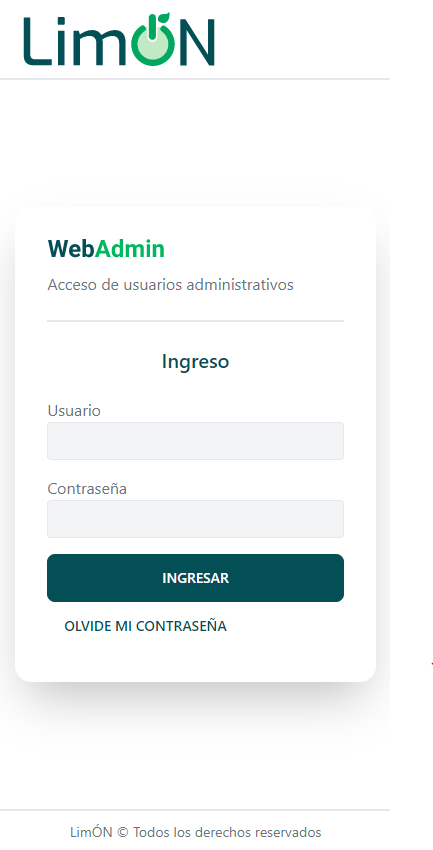 LimÓN
WebAdmin
Acceso de usuarios administrativos
Ingreso
Usuario
Contraseña
INGRESAR
OLVIDE MI CONTRASEÑA
LimÓN © Todos los derechos reservados